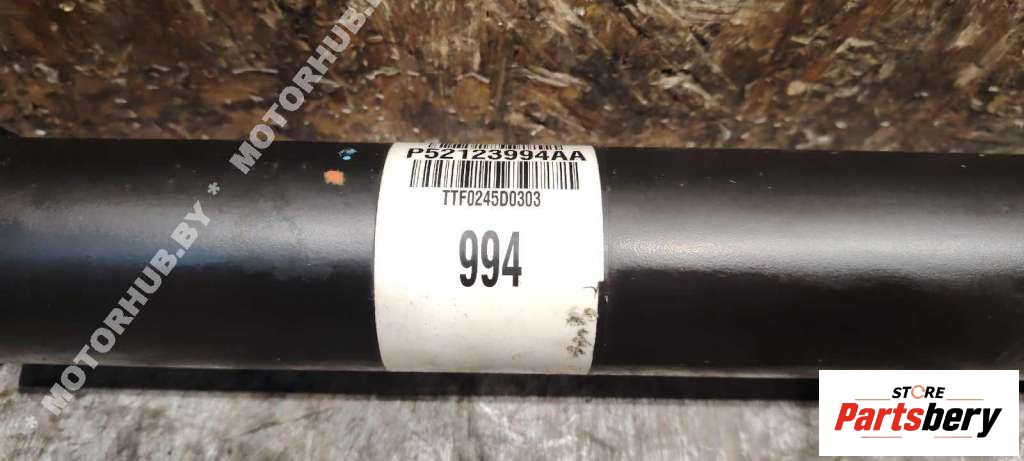 P52123994AA
TTF0245D0303
994
* MOTORHUB.BY * MOTORHUB.BY
STORE
Partsbery